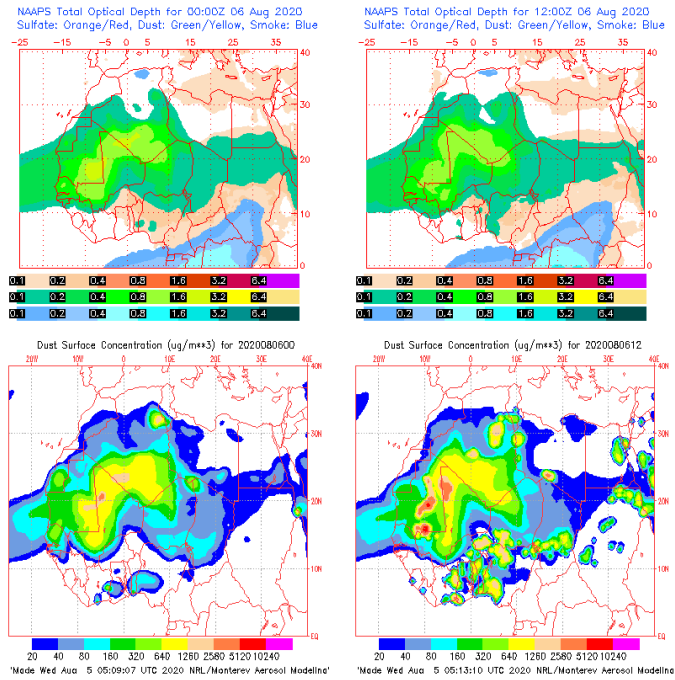 NAAPS Total Optical Depth for 00:00Z 06 Aug 2020
Sulfate: Orange/Red, Dust: Green/Yellow, Smoke: Blue
-25 -15 -5 0 5 15 25 35
40
30
20
10
0
0.1 0.2 0.4 0.8 1.6 3.2 6.4
0.1 0.2 0.4 0.8 1.6 3.2 6.4
0.1 0.2 0.4 0.8 1.6 3.2 6.4
NAAPS Total Optical Depth for 12:00Z 06 Aug 2020
Sulfate: Orange/Red, Dust: Green/Yellow, Smoke: Blue
-25 -15 -5 0 5 15 25 35
40
30
20
10
0
0.1 0.2 0.4 0.8 1.6 3.2 6.4
0.1 0.2 0.4 0.8 1.6 3.2 6.4
0.1 0.2 0.4 0.8 1.6 3.2 6.4
Dust Surface Concentration (ug/m**3) for 2020080600
20W 10W 0 10E 20E 30E 40E
40N
30N
20N
10N
EQ
20 40 80 160 320 640 1280 2560 5120 10240
'Made Wed Aug 5 05:09:07 UTC 2020 NRL/Monterey Aerosol Modeling'
Dust Surface Concentration (ug/m**3) for 2020080612
20W 10W 0 10E 20E 30E 40E
40N
30N
20N
10N
EQ
20 40 80 160 320 640 1280 2560 5120 10240
'Made Wed Aug 5 05:13:10 UTC 2020 NRL/Monterey Aerosol Modeling'